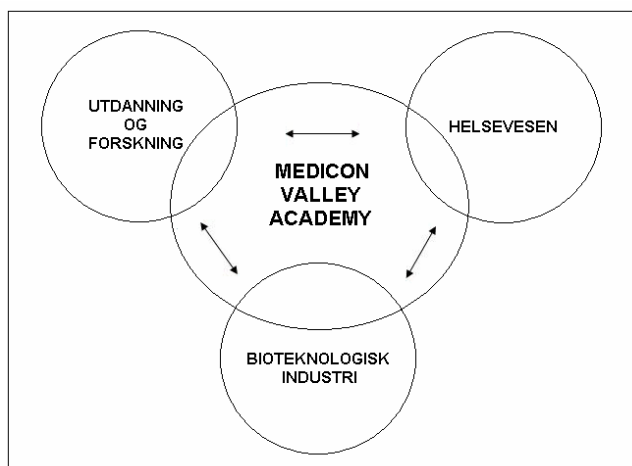 UTDANNING
OG
FORSKNING
HELSEVESEN
MEDICON
VALLEY
ACADEMY
BIOTEKNOLOGISK
INDUSTRI